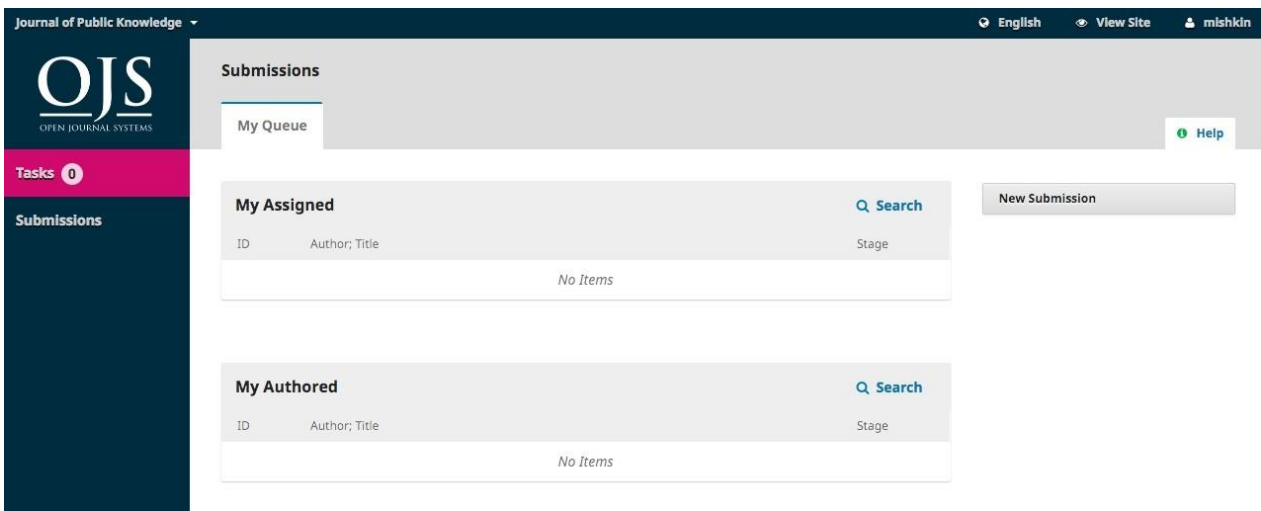 Journal of Public Knowledge
English
View Site
mishkin
OJS
OPEN JOURNAL SYSTEMS
Submissions
My Queue
Help
Tasks 0
Submissions
My Assigned
Search
ID Author; Title Stage
No Items
New Submission
My Authored
Search
ID Author; Title Stage
No Items